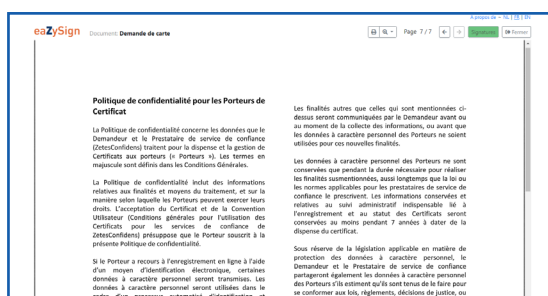 A propos de - NL | FR | EN
eaZySign Document: Demande de carte Page 7 / 7 Signature Fermer
Politique de confidentialité pour les Porteurs de
Certificat
La Politique de confidentialité concerne les données que le
Demandeur et le Prestataire de service de confiance
(ZetesConfidens) traitent pour la dispense et la gestion de
Certificats aux porteurs (« Porteurs »). Les termes en
majuscule sont définis dans les Conditions Générales.
La Politique de confidentialité inclut des informations
relatives aux finalités et moyens du traitement, et sur la
manière selon laquelle les Porteurs peuvent exercer leurs
droits. L'acceptation du Certificat et de la Convention
Utilisateur (Conditions générales pour l'utilisation des
Certificats pour les services de confiance de
ZetesConfidens) présuppose que le Porteur souscrit à la
présente Politique de confidentialité.
Si le Porteur a recours à l'enregistrement en ligne à l'aide
d'un moyen d'identification électronique, certaines
données à caractère personnel seront transmises. Les
données à caractère personnel seront utilisées dans le
cadre d'un processus automatisé d'identification et
Les finalités autres que celles qui sont mentionnées ci-
dessus seront communiquées par le Demandeur avant ou
au moment de la collecte des informations, ou avant que
les données à caractère personnel des Porteurs ne soient
utilisées pour ces nouvelles finalités.
Les données à caractère personnel des Porteurs ne sont
conservées que pendant la durée nécessaire pour réaliser
les finalités susmentionnées, aussi longtemps que la loi ou
les normes applicables pour les prestataires de service de
confiance le prescrivent. Les informations conservées et
relatives au suivi administratif indispensable lié à
l'enregistrement et au statut des Certificats seront
conservées au moins pendant 7 années à dater de la
dispense du certificat.
Sous réserve de la législation applicable en matière de
protection des données à caractère personnel, le
Demandeur et le Prestataire de service de confiance
partageront également les données à caractère personnel
des Porteurs s'ils estiment qu'ils sont tenus de le faire pour
se conformer aux lois, règlements, décisions de justice, ou